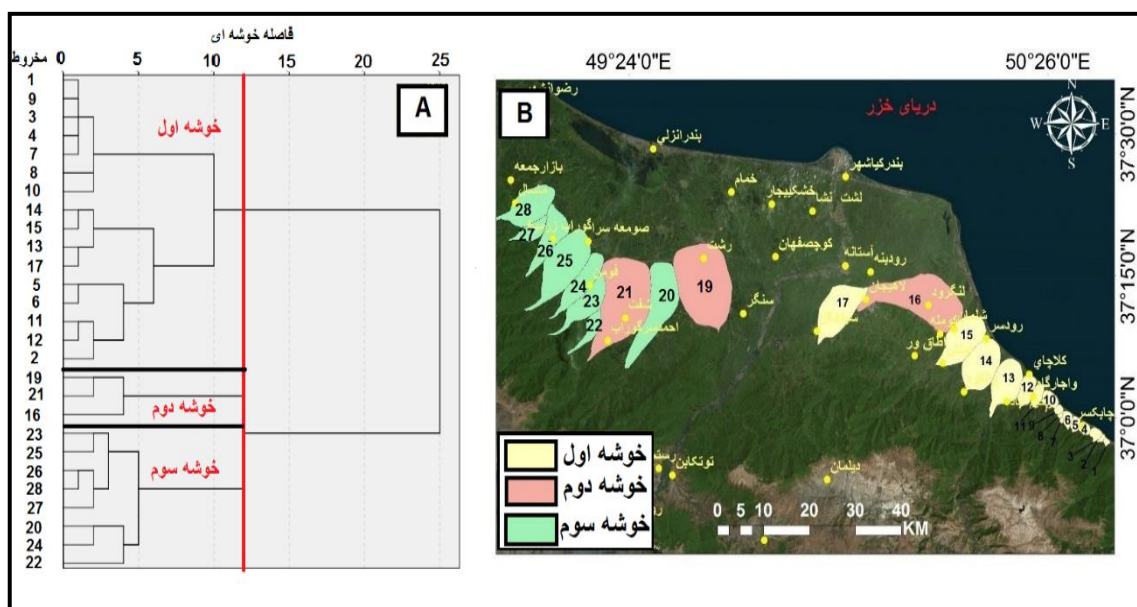 فاصله خوشه ای
مخروط
0 5 10 15 20 25
1
9
3
4
7
8
10
14
15
13
17
5
6
11
12
2
19
21
16
23
25
26
28
27
20
24
22
خوشه اول
خوشه دوم
خوشه سوم
A
49°24'0"E
50°26'0"E
B
دریای خزر
N
W E
S
37°30'0"N
37°15'0"N
37°0'0"N
بندرانزلي
بندرکیاشهر
بازارجمعه
خمام
خشکبیجار
لشت نشا
صومعه سرا
گوراب
کوچصفهان
رشت
آستانه
رودبنه
فومن
سنگر
لاهیجان
لنگرود
شفت
رودسر
کلاچاي
واجارگاه
چابکسر
توتکابن
دیلمان
28
27
26
25
24
23
22
21
20
19
17
16
15
14
13
12
11
10
9
8
7
6
5
4
3
2
1
خوشه اول
خوشه دوم
خوشه سوم
0 5 10 20 30 40
KM